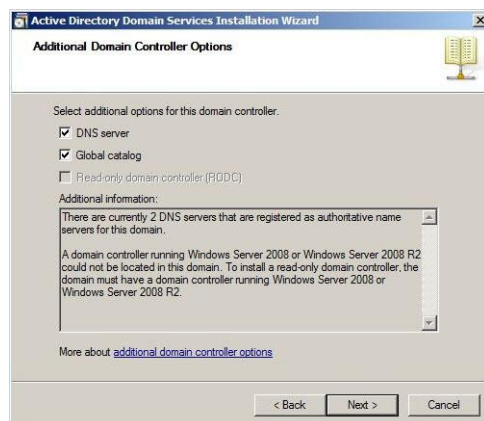 Active Directory Domain Services Installation Wizard
Additional Domain Controller Options
Select additional options for this domain controller.
DNS server
Global catalog
Read-only domain controller (RODC)
Additional information:
There are currently 2 DNS servers that are registered as authoritative name
servers for this domain.
A domain controller running Windows Server 2008 or Windows Server 2008 R2
could not be located in this domain. To install a read-only domain controller, the
domain must have a domain controller running Windows Server 2008 or
Windows Server 2008 R2.
More about additional domain controller options
< Back
Next >
Cancel